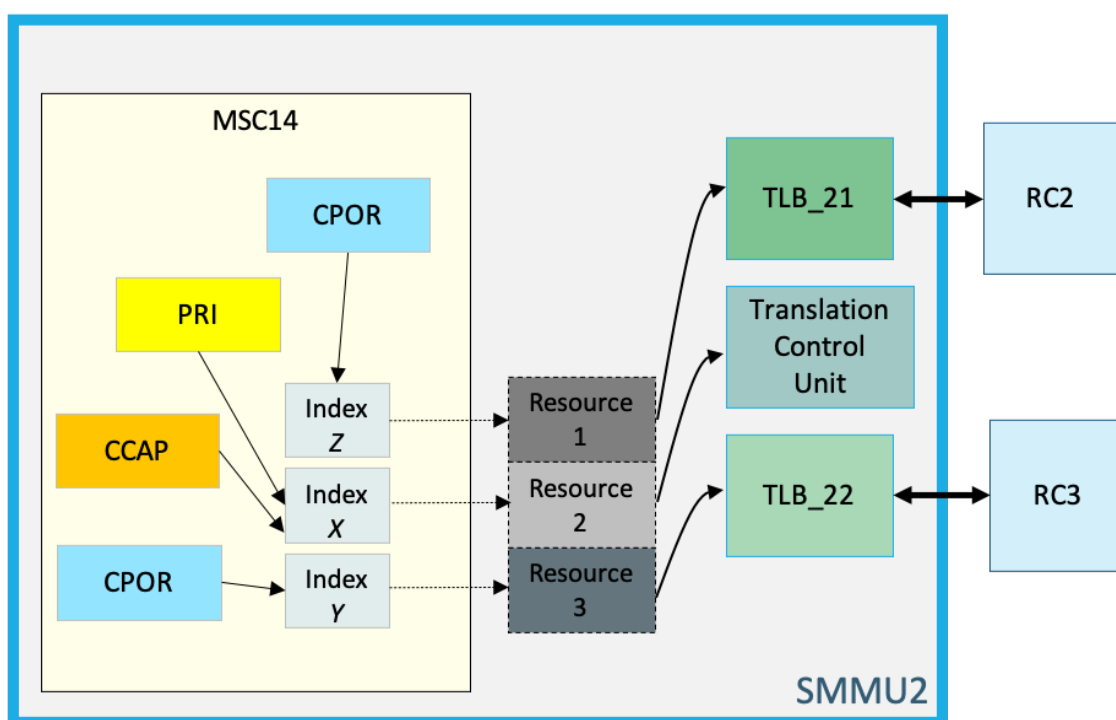 MSC14
CPOR
PRI
CCAP
CPOR
Index
Z
Index
X
Index
Y
Resource
1
Resource
2
Resource
3
TLB_21
Translation
Control
Unit
TLB_22
RC2
RC3
SMMU2